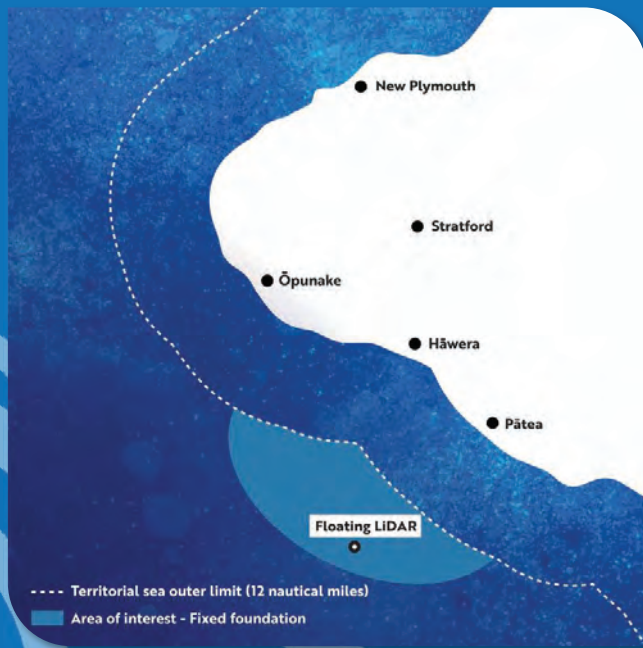 New Plymouth
Stratford
Ōpunake
Hāwera
Pātea
Floating LiDAR
Territorial sea outer limit (12 nautical miles)
Area of interest - Fixed foundation